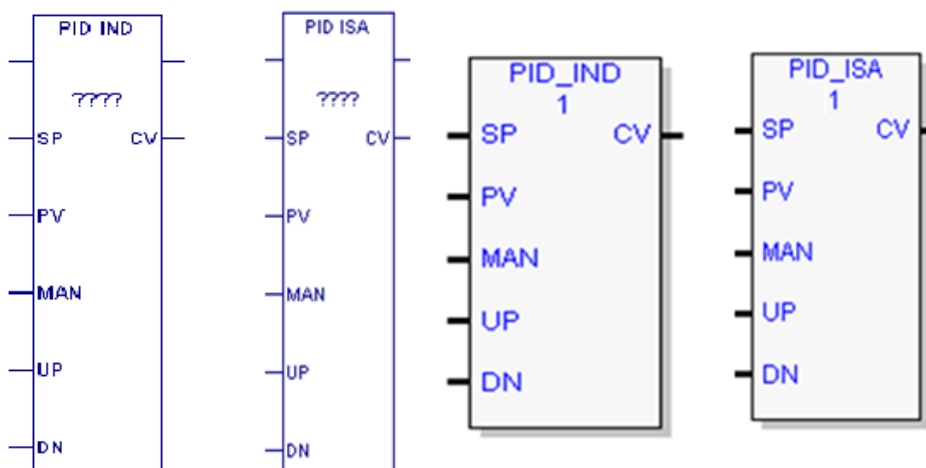 PID IND
????
SP CV
PV
MAN
UP
DN
PID ISA
????
SP CV
PV
MAN
UP
DN
PID_IND
1
SP CV
PV
MAN
UP
DN
PID_ISA
1
SP CV
PV
MAN
UP
DN